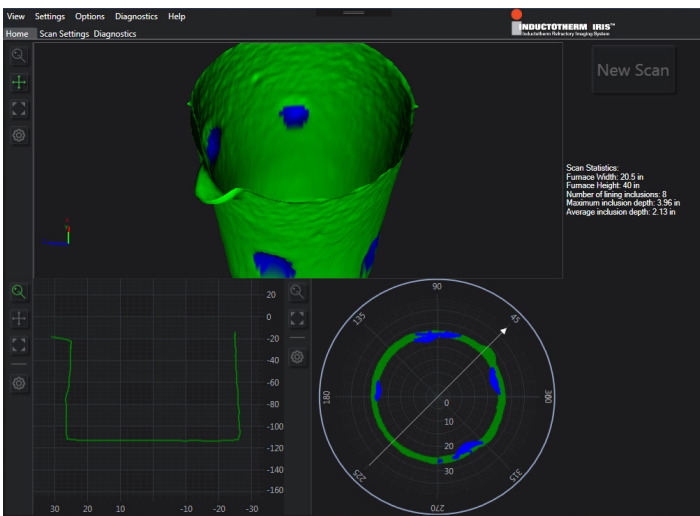 View Settings Options Diagnostics Help
INDUCTOTHERM IRIS™
Inductotherm Refractory Imaging System
Home Scan Settings Diagnostics
New Scan
Scan Statistics:
Furnace Width: 20.5 in
Furnace Height: 40 in
Number of lining inclusions: 8
Maximum inclusion depth: 3.96 in
Average inclusion depth: 2.13 in
20
0
-20
-40
-60
-80
-100
-120
-140
-160
30 20 10 -10 -20 -30
90
135 45
180 0 360
10
20
30
225 315
270